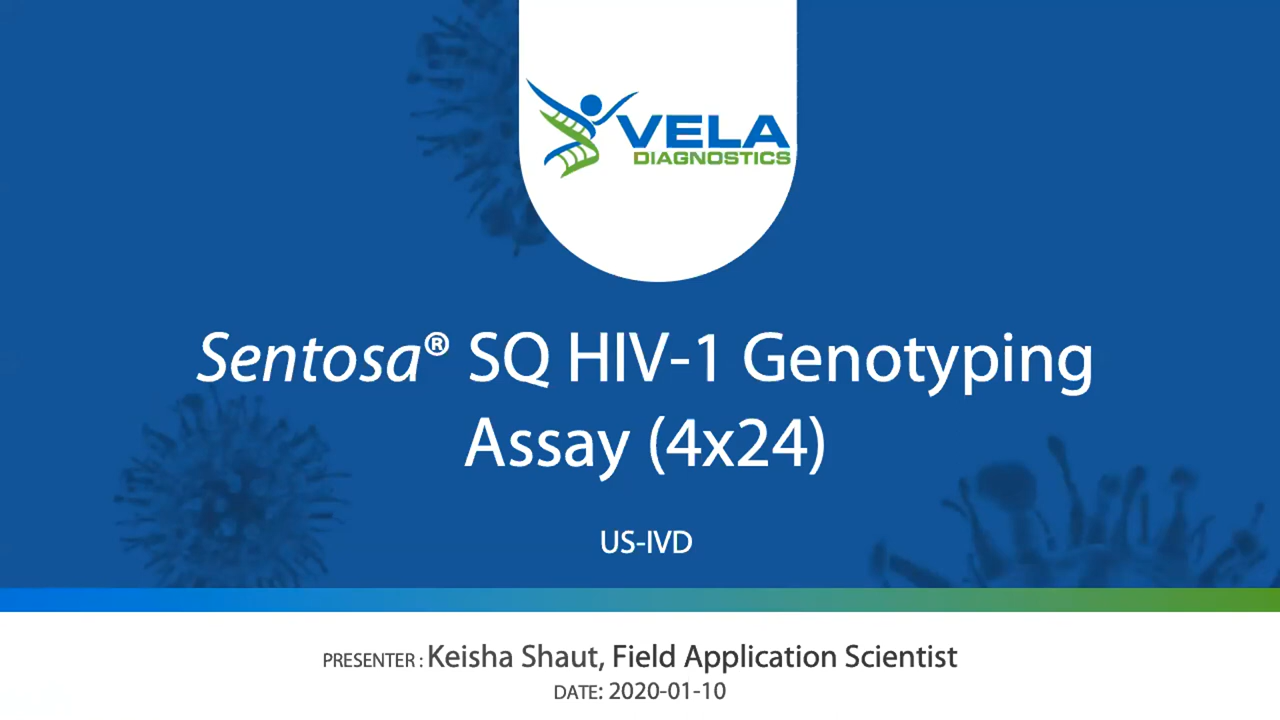 VELA
DIAGNOSTICS
Sentosa® SQ HIV-1 Genotyping
Assay (4x24)
US-IVD
PRESENTER : Keisha Shaut, Field Application Scientist
DATE: 2020-01-10